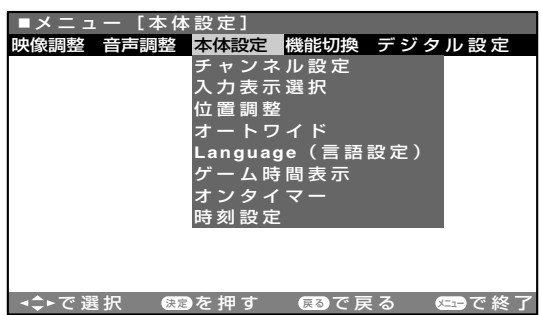 ■メニュー [本体設定]
映像調整 音声調整 本体設定 機能切換 デジタル設定
チャンネル設定
入力表示選択
位置調整
オートワイド
Language(言語設定)
ゲーム時間表示
オンタイマー
時刻設定
で選択 決定を押す 戻るで戻る メニューで終了